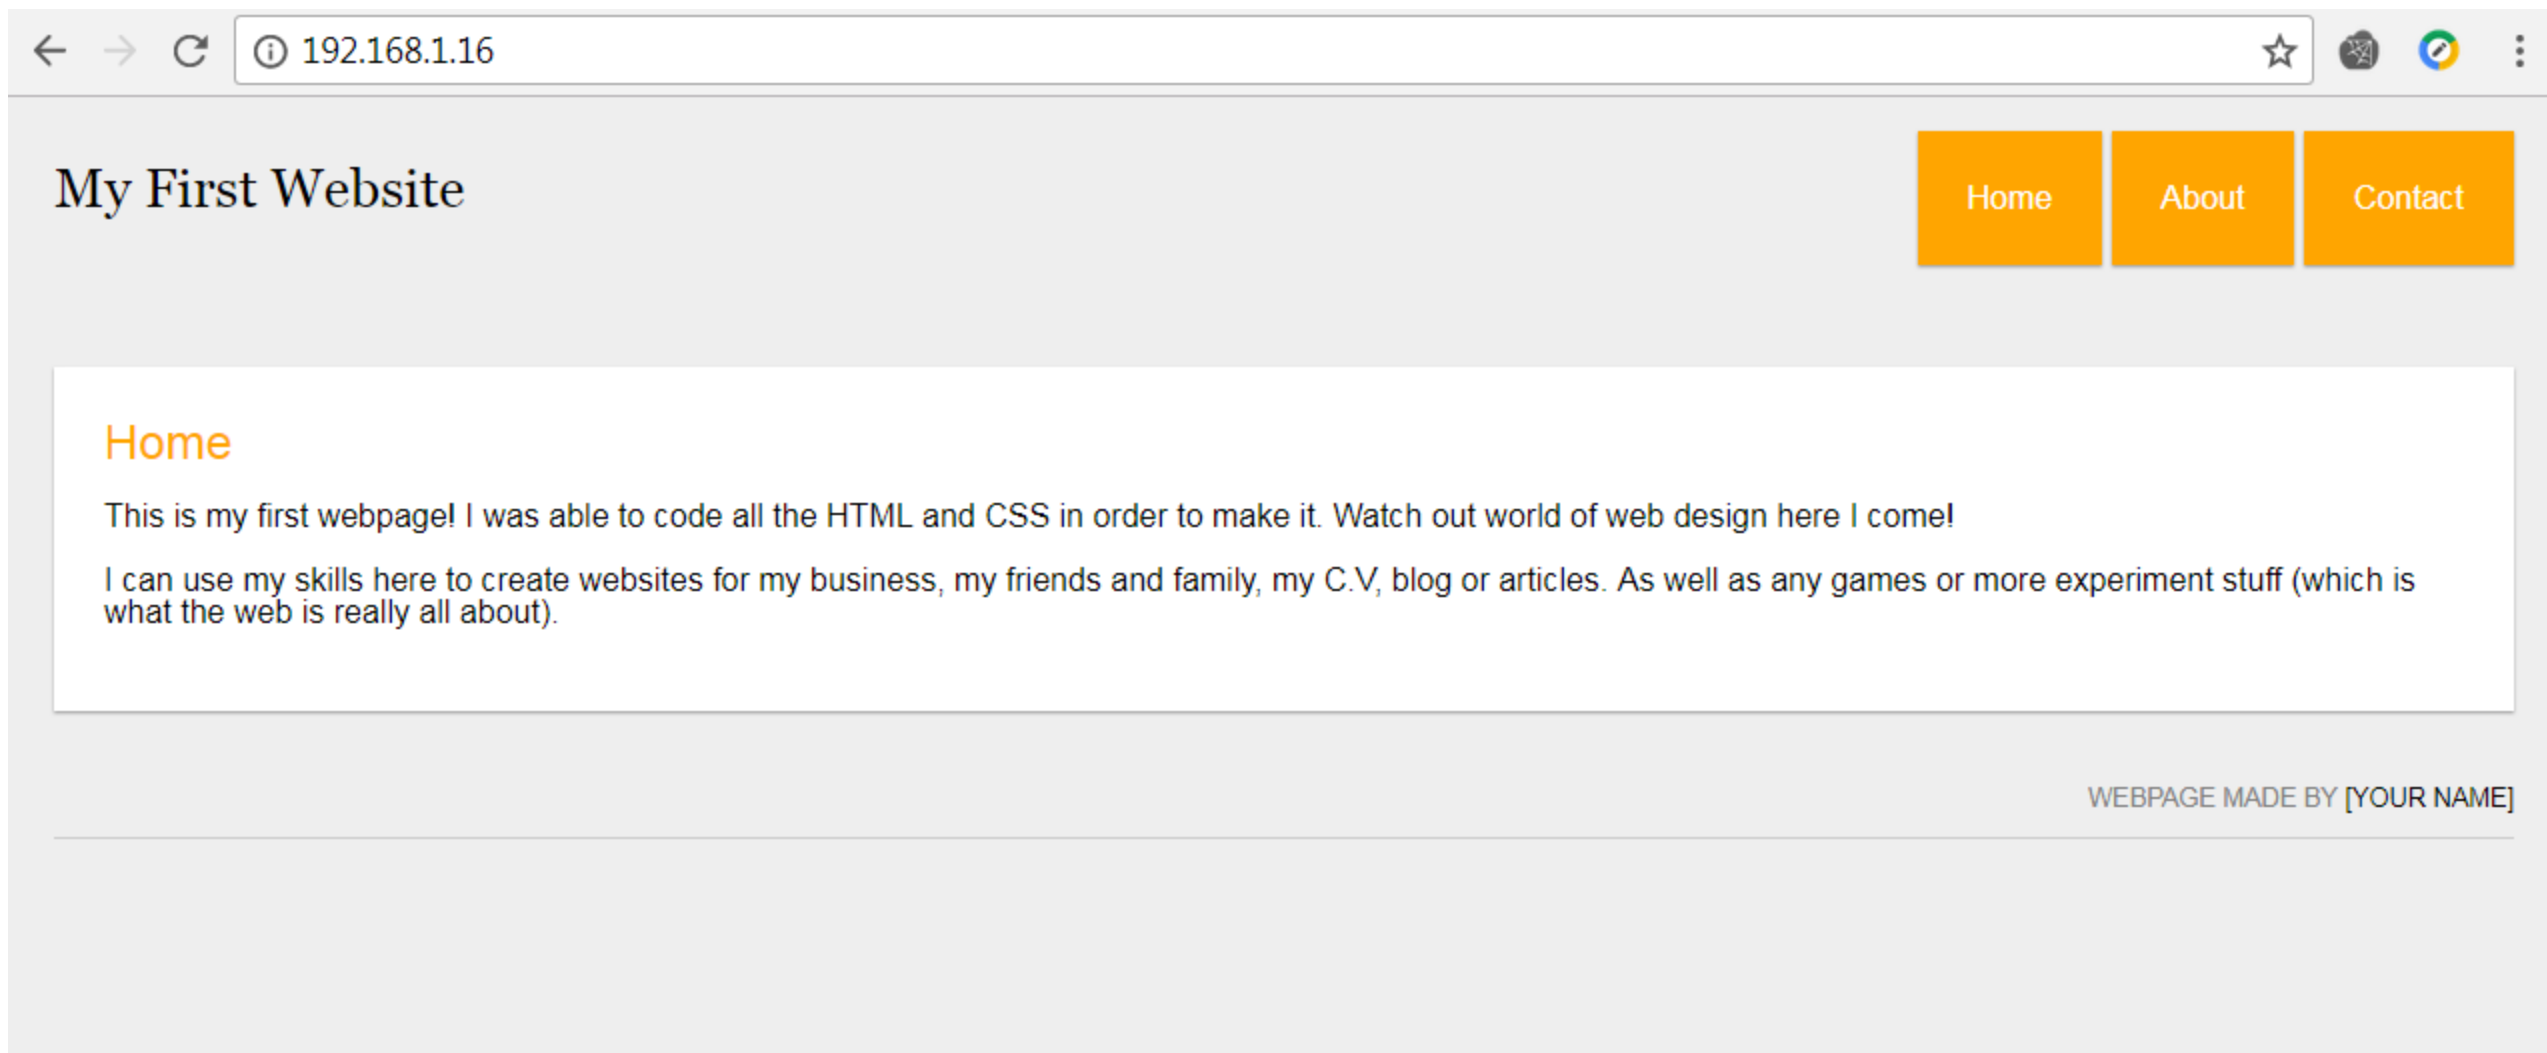 192.168.1.16
My First Website
Home
About
Contact
Home
This is my first webpage! I was able to code all the HTML and CSS in order to make it. Watch out world of web design here I come!
I can use my skills here to create websites for my business, my friends and family, my C.V, blog or articles. As well as any games or more experiment stuff (which is
what the web is really all about).
WEBPAGE MADE BY [YOUR NAME]